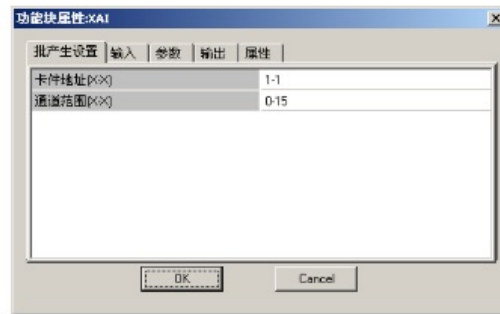 功能块属性:XAI
批产生设置 输入 参数 输出 属性
卡件地址(X-X) 1-1
通道范围(X-X) 0-15
OK Cancel